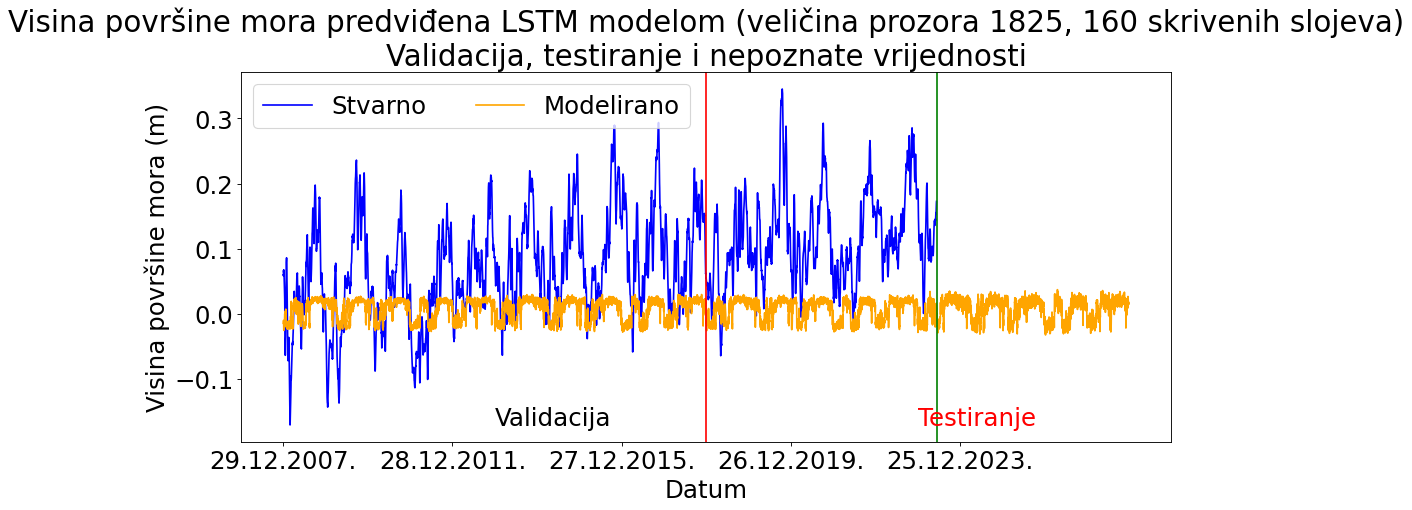 Visina površine mora predviđena LSTM modelom (veličina prozora 1825, 160 skrivenih slojeva)
Validacija, testiranje i nepoznate vrijednosti
Stvarno
Modelirano
Visina površine mora (m)
0.3
0.2
0.1
0.0
−0.1
Validacija
Testiranje
29.12.2007.
28.12.2011.
27.12.2015.
26.12.2019.
25.12.2023.
Datum